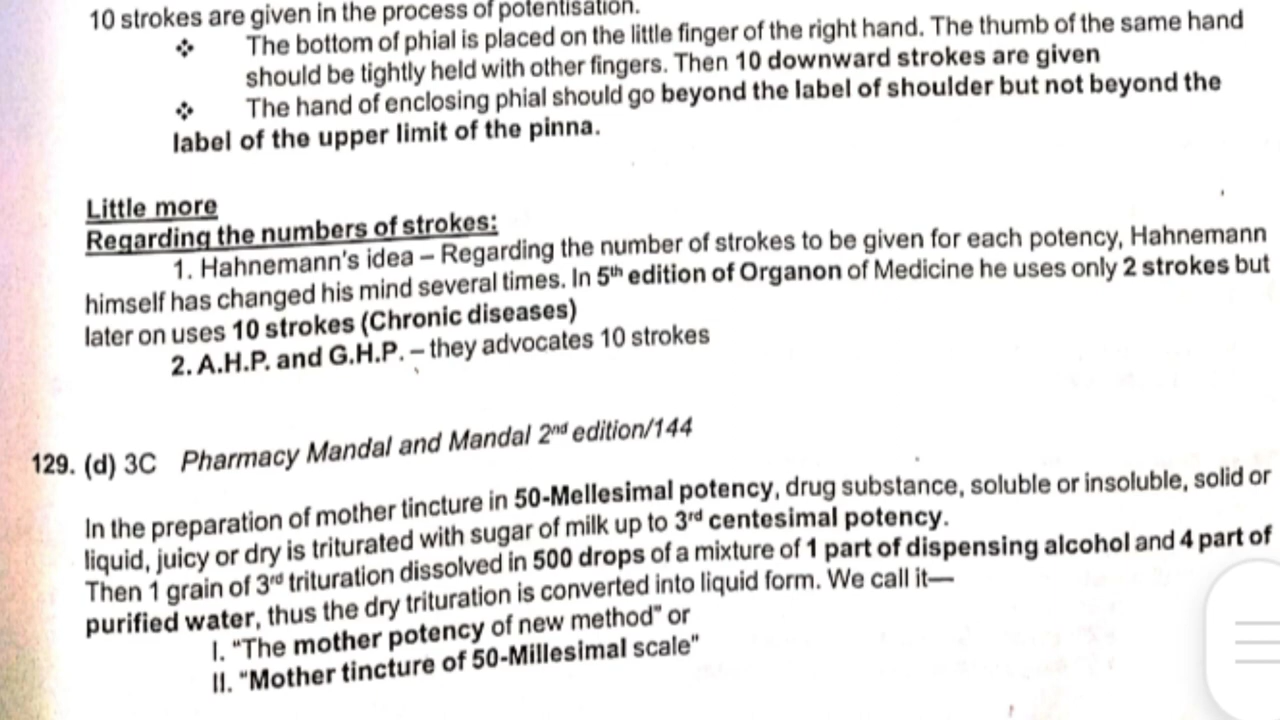 10 strokes are given in the process of potentisation.
❖ The bottom of phial is placed on the little finger of the right hand. The thumb of the same hand
should be tightly held with other fingers. Then 10 downward strokes are given
❖ The hand of enclosing phial should go beyond the label of shoulder but not beyond the
label of the upper limit of the pinna.
Little more
Regarding the numbers of strokes:
1. Hahnemann's idea – Regarding the number of strokes to be given for each potency, Hahnemann
himself has changed his mind several times. In 5th edition of Organon of Medicine he uses only 2 strokes but
later on uses 10 strokes (Chronic diseases)
2. A.H.P. and G.H.P. – they advocates 10 strokes
129. (d) 3C Pharmacy Mandal and Mandal 2nd edition/144
In the preparation of mother tincture in 50-Mellesimal potency, drug substance, soluble or insoluble, solid or
liquid, juicy or dry is triturated with sugar of milk up to 3rd centesimal potency.
Then 1 grain of 3rd trituration dissolved in 500 drops of a mixture of 1 part of dispensing alcohol and 4 part of
purified water, thus the dry trituration is converted into liquid form. We call it—
I. "The mother potency of new method" or
II. "Mother tincture of 50-Millesimal scale"